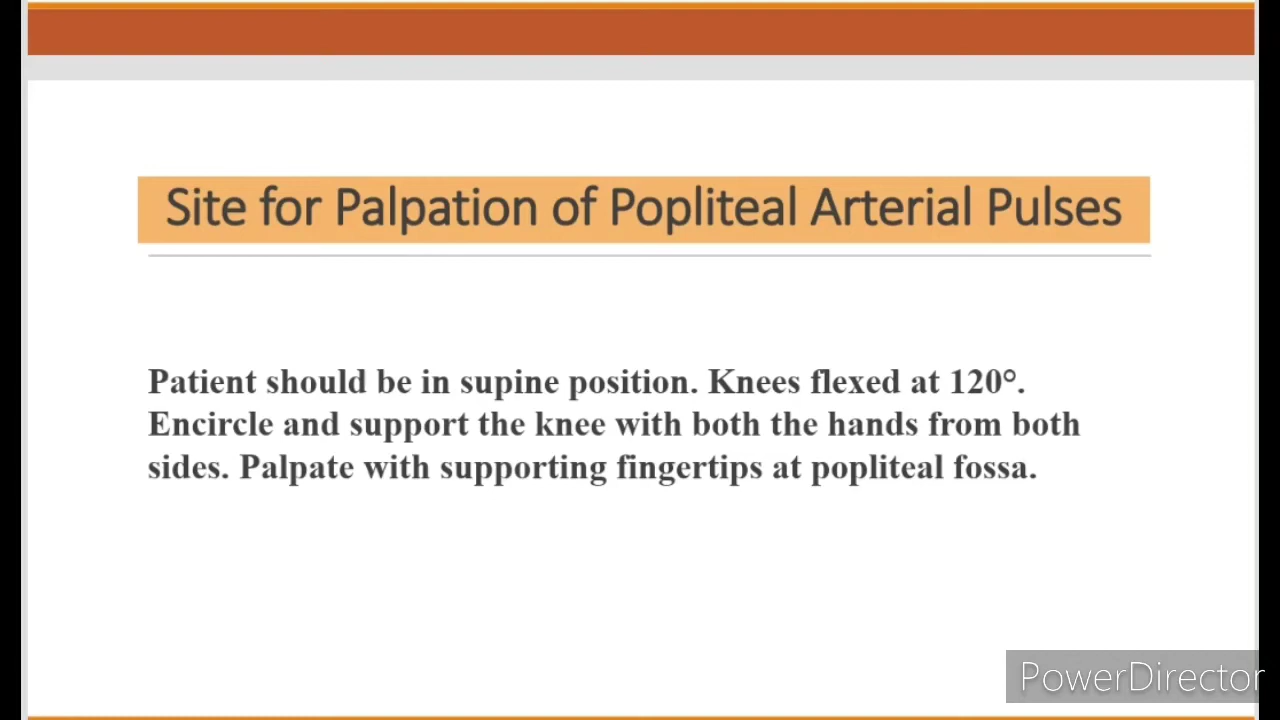 Site for Palpation of Popliteal Arterial Pulses
Patient should be in supine position. Knees flexed at 120°.
Encircle and support the knee with both the hands from both
sides. Palpate with supporting fingertips at popliteal fossa.
PowerDirector